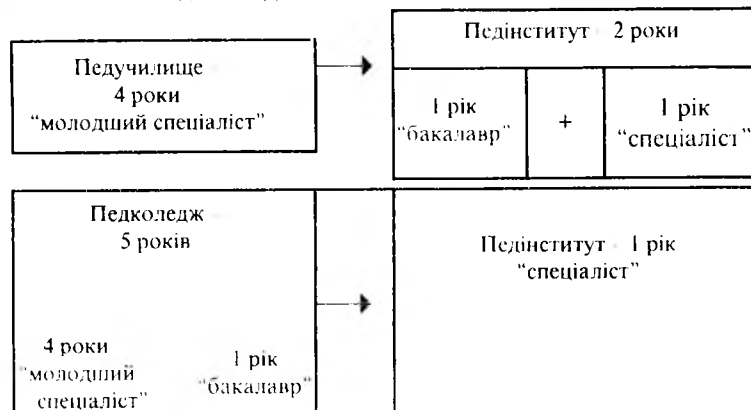 Педучилище
4 роки
“молодший спеціаліст”
Педінститут - 2 роки
1 рік
“бакалавр”
+
1 рік
“спеціаліст”
Педколедж
5 років
4 роки
“молодший
спеціаліст”
1 рік
“бакалавр”
Педінститут - 1 рік
“спеціаліст”